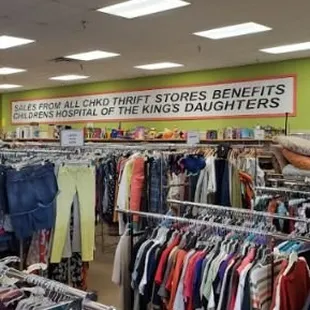 SALES FROM ALL CHKD THRIFT STORES BENEFITS
CHILDRENS HOSPITAL OF THE KING'S DAUGHTERS